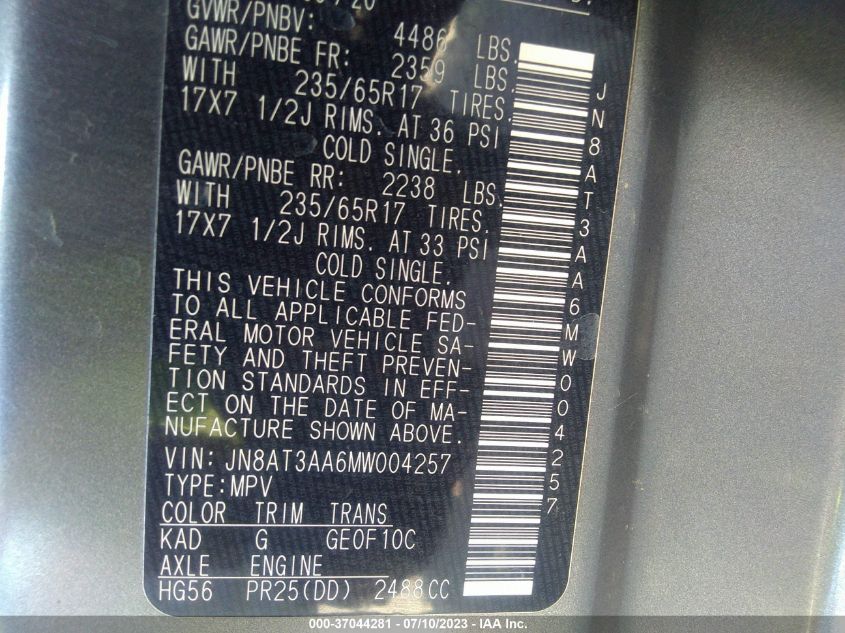 GVWR/PNBV: 4486 LBS.
GAWR/PNBE FR: 2359 LBS.
WITH 235/65R17 TIRES.
17X7 1/2J RIMS. AT 36 PSI
COLD SINGLE.
GAWR/PNBE RR: 2238 LBS.
WITH 235/65R17 TIRES.
17X7 1/2J RIMS. AT 33 PSI
COLD SINGLE.
THIS VEHICLE CONFORMS
TO ALL APPLICABLE FED-
ERAL MOTOR VEHICLE SA-
FETY AND THEFT PREVEN-
TION STANDARDS IN EFF-
ECT ON THE DATE OF MA-
NUFACTURE SHOWN ABOVE.
VIN: JN8AT3AA6MW004257
TYPE:MPV
COLOR TRIM TRANS
KAD G GE0F10C
AXLE ENGINE
HG56 PR25(DD) 2488CC
JN8AT3AA6MW004257
000-37044281 - 07/10/2023 - IAA Inc.